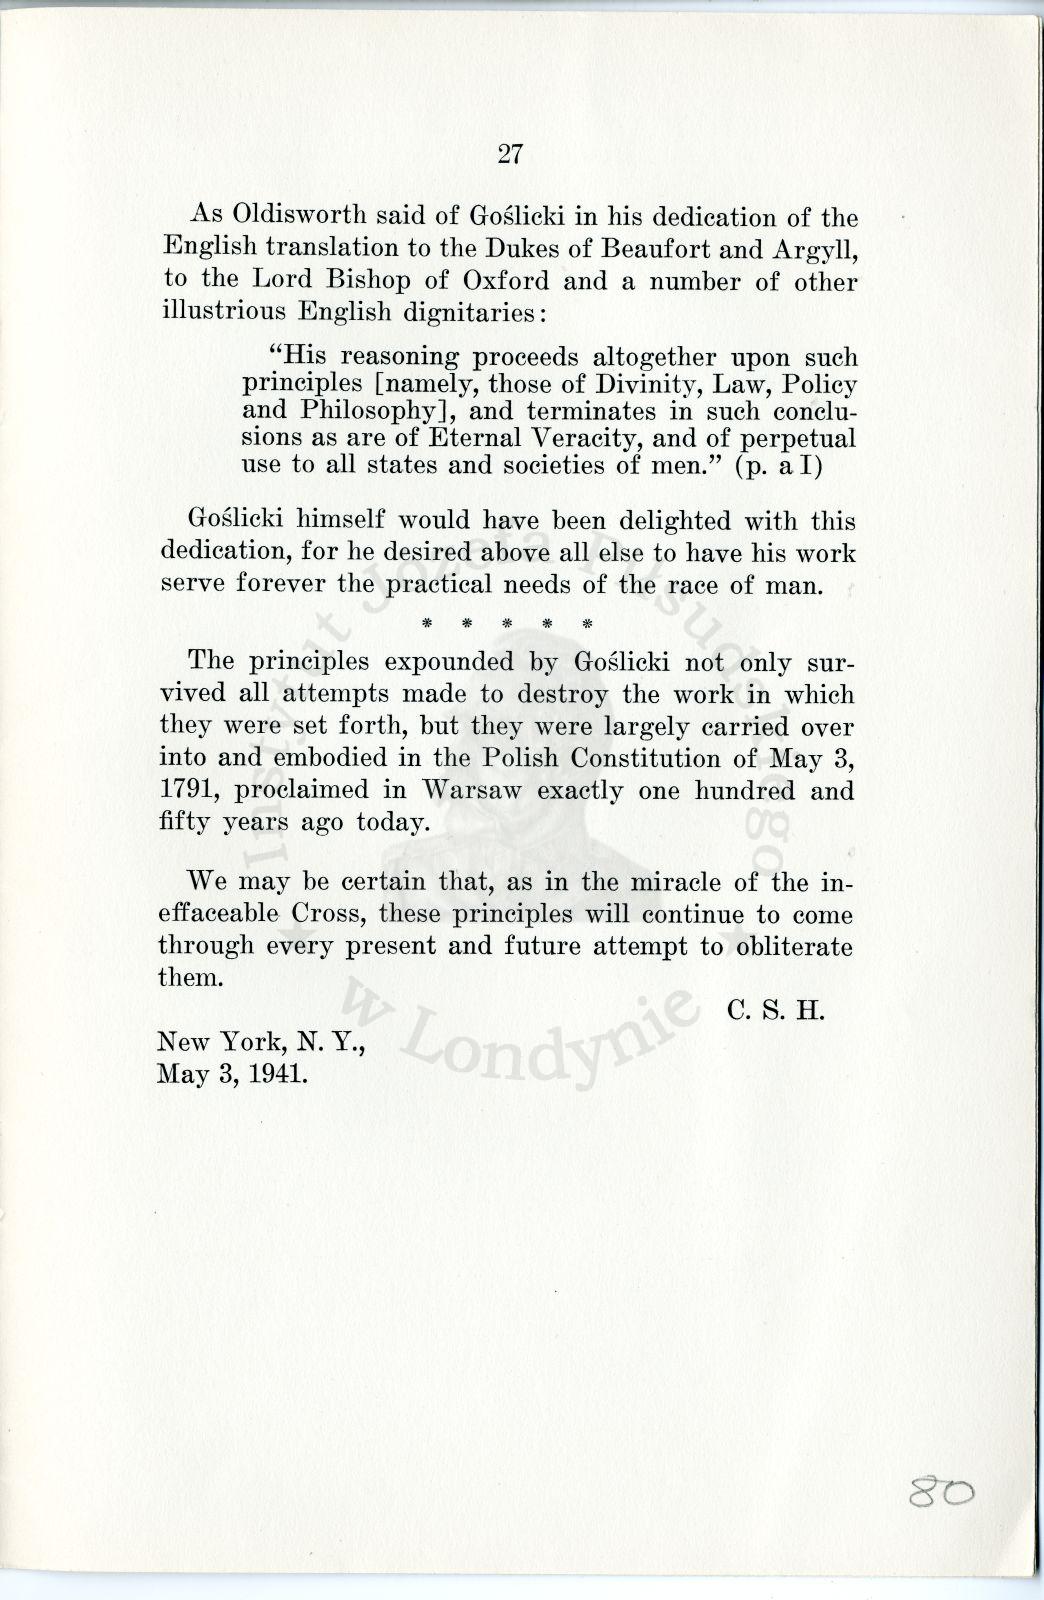 27
As Oldisworth said of Goślicki in his dedication of the
English translation to the Dukes of Beaufort and Argyll,
to the Lord Bishop of Oxford and a number of other
illustrious English dignitaries:
“His reasoning proceeds altogether upon such
principles [namely, those of Divinity, Law, Policy
and Philosophy], and terminates in such conclu-
sions as are of Eternal Veracity, and of perpetual
use to all states and societies of men.” (p. a I)
Goślicki himself would have been delighted with this
dedication, for he desired above all else to have his work
serve forever the practical needs of the race of man.
* * * * *
The principles expounded by Goślicki not only sur-
vived all attempts made to destroy the work in which
they were set forth, but they were largely carried over
into and embodied in the Polish Constitution of May 3,
1791, proclaimed in Warsaw exactly one hundred and
fifty years ago today.
We may be certain that, as in the miracle of the in-
effaceable Cross, these principles will continue to come
through every present and future attempt to obliterate
them.
C. S. H.
New York, N. Y.,
May 3, 1941.
Instytut Józefa Piłsudskiego
w Londynie
80